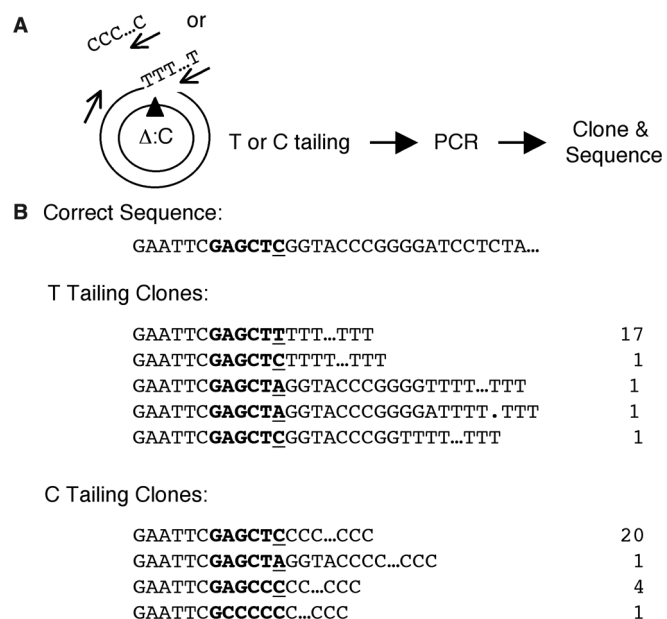 A
CCC...C or
TTT...T
Δ:C
T or C tailing
PCR
Clone &
Sequence
B Correct Sequence:
GAATTCGAGCTCGGTACCCGGGGATCCTCTA...
T Tailing Clones:
GAATTCGAGCTTTTTT...TTT 17
GAATTCGAGCTCTTTT...TTT 1
GAATTCGAGCTAGGTACCCGGGGTTTT...TTT 1
GAATTCGAGCTAGGTACCCGGGGATTTT.TTT 1
GAATTCGAGCTCGGTACCCGGTTTT...TTT 1
C Tailing Clones:
GAATTCGAGCTCCCC...CCC 20
GAATTCGAGCTAGGTACCCC...CCC 1
GAATTCGAGCCCCC...CCC 4
GAATTCGCCCCCC...CCC 1